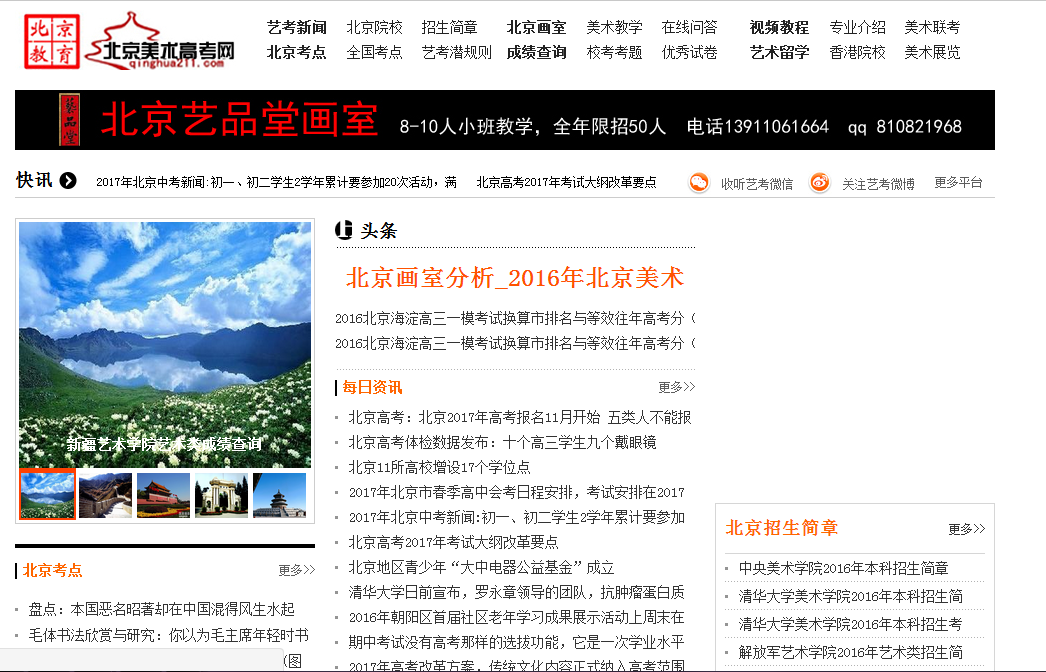 北京
教育
北京美术高考网
qinghua211.com
艺考新闻 北京院校 招生简章 北京画室 美术教学 在线问答 视频教程 专业介绍 美术联考
北京考点 全国考点 艺考潜规则 成绩查询 校考考题 优秀试卷 艺术留学 香港院校 美术展览
藝品堂 北京艺品堂画室 8-10人小班教学，全年限招50人 电话13911061664 qq 810821968
快讯 2017年北京中考新闻:初一、初二学生2学年累计要参加20次活动，满 北京高考2017年考试大纲改革要点 收听艺考微信 关注艺考微博 更多平台
新疆艺术学院艺术类成绩查询
北京考点 更多>>
盘点：本国恶名昭著却在中国混得风生水起
毛体书法欣赏与研究：你以为毛主席年轻时书
(图
头条
北京画室分析_2016年北京美术
2016北京海淀高三一模考试换算市排名与等效往年高考分（
2016北京海淀高三一模考试换算市排名与等效往年高考分（
每日资讯 更多>>
北京高考：北京2017年高考报名11月开始 五类人不能报
北京高考体检数据发布：十个高三学生九个戴眼镜
北京11所高校增设17个学位点
2017年北京市春季高中会考日程安排，考试安排在2017
2017年北京中考新闻:初一、初二学生2学年累计要参加
北京高考2017年考试大纲改革要点
北京地区青少年“大中电器公益基金”成立
清华大学日前宣布，罗永章领导的团队，抗肿瘤蛋白质
2016年朝阳区首届社区老年学习成果展示活动上周末在
期中考试没有高考那样的选拔功能，它是一次学业水平
2017年高考改革方案，传统文化内容正式纳入高考范围
北京招生简章 更多>>
中央美术学院2016年本科招生简章
清华大学美术学院2016年本科招生简
清华大学美术学院2016年本科招生考
解放军艺术学院2016年艺术类招生简